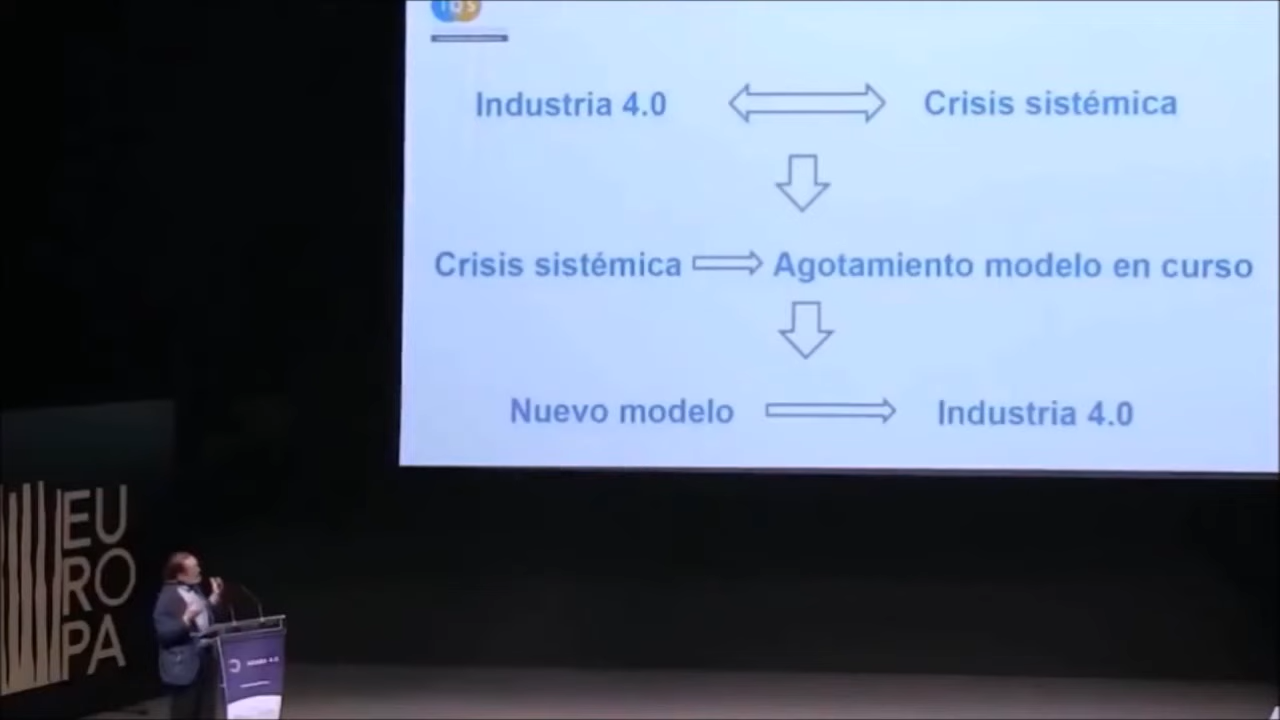 IQS
Industria 4.0 Crisis sistémica
Crisis sistémica Agotamiento modelo en curso
Nuevo modelo Industria 4.0
EU
RO
PA